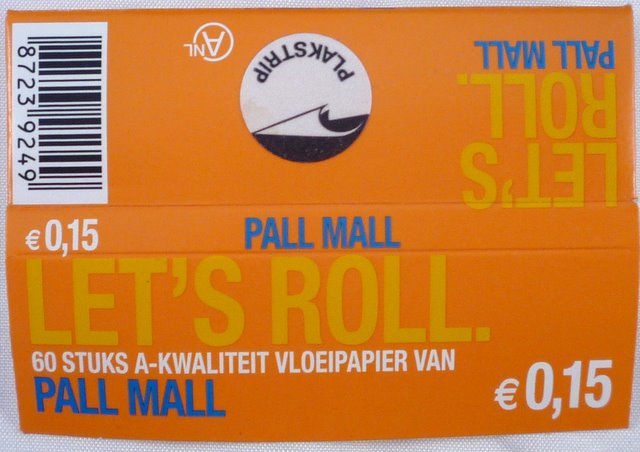 8723 9249
A NL
PLAKSTRIP
LET'S
ROLL.
PALL MALL
€ 0,15
PALL MALL
LET'S ROLL.
60 STUKS A-KWALITEIT VLOEIPAPIER VAN
PALL MALL
€ 0,15